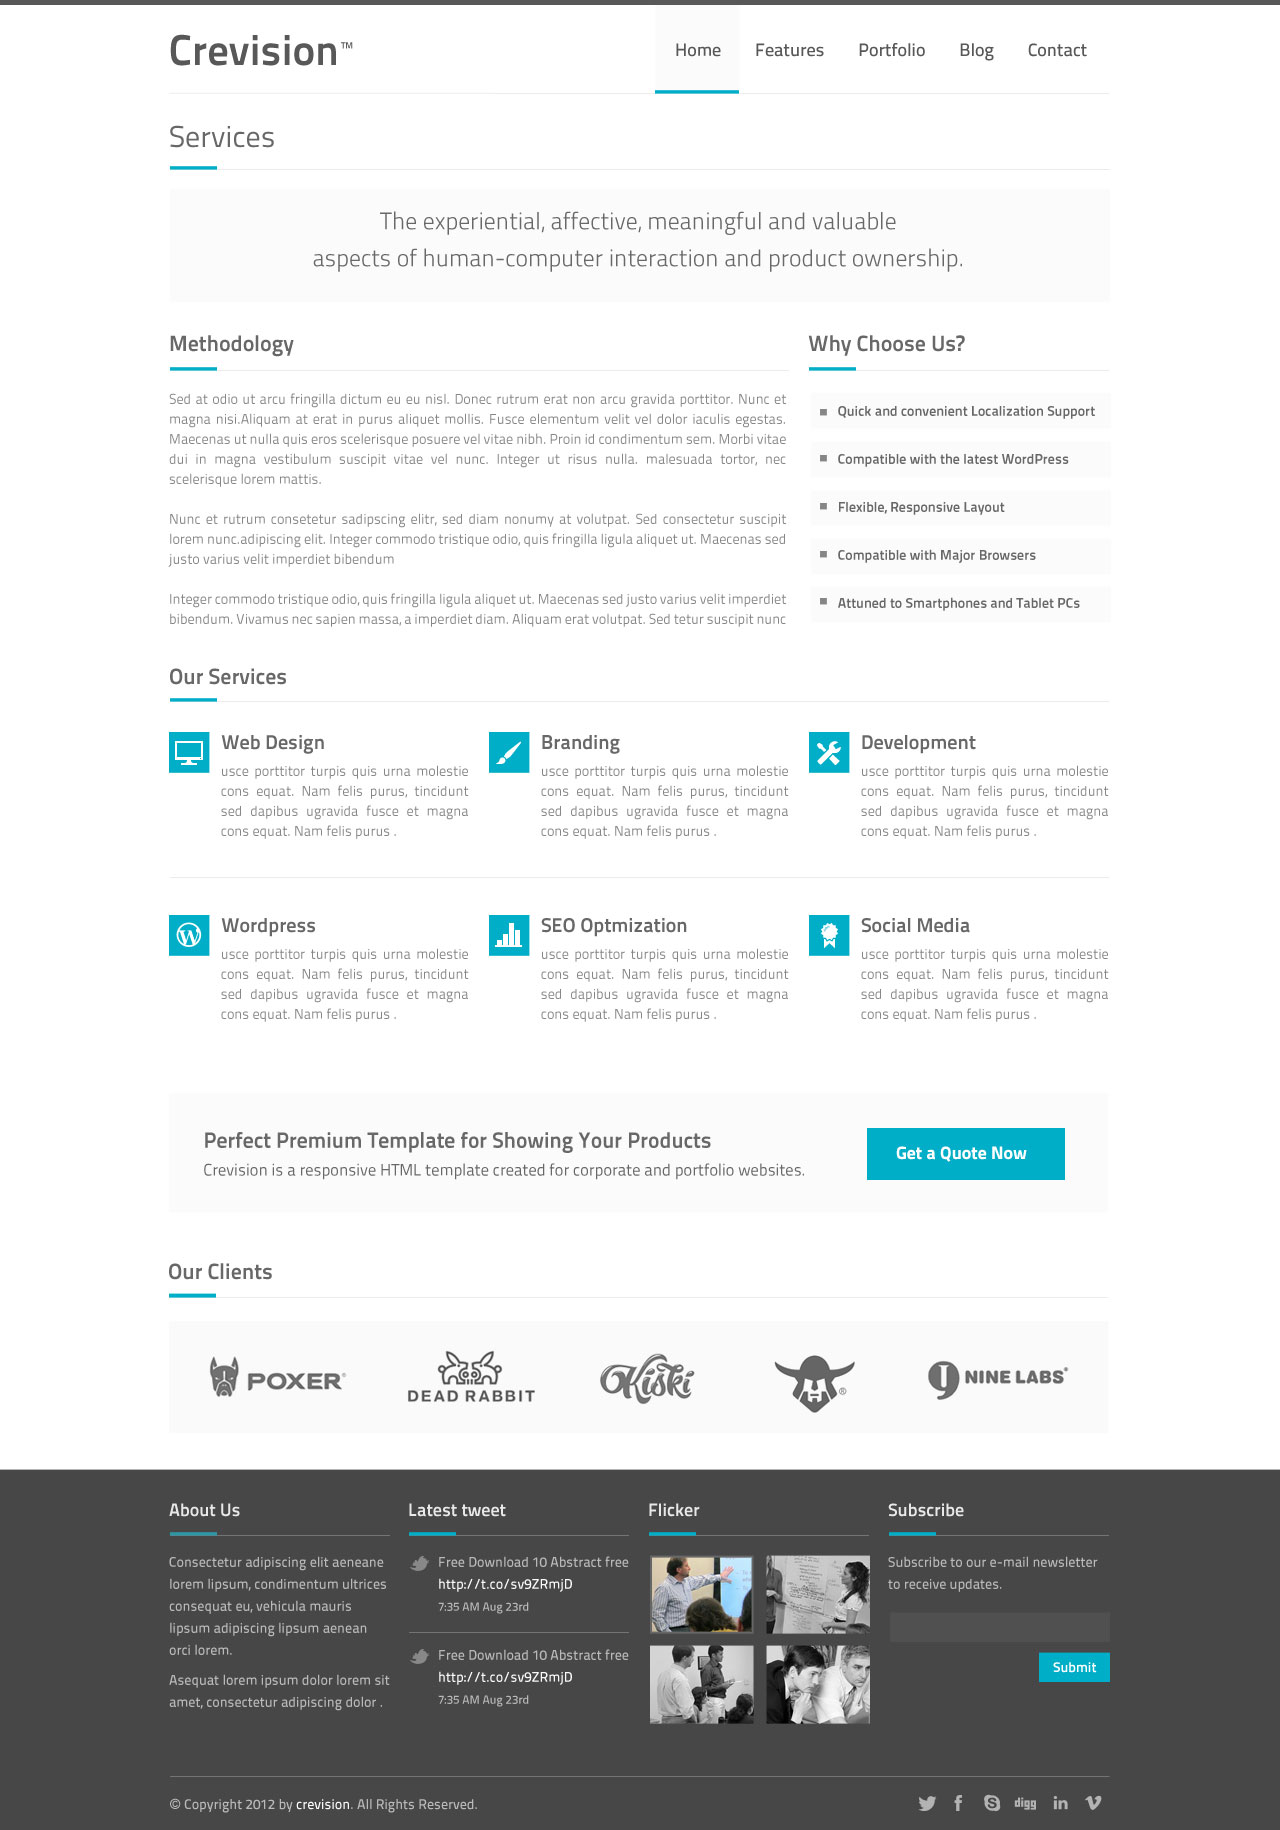 Crevision™
Home Features Portfolio Blog Contact
Services
The experiential, affective, meaningful and valuable
aspects of human-computer interaction and product ownership.
Methodology
Sed at odio ut arcu fringilla dictum eu eu nisl. Donec rutrum erat non arcu gravida porttitor. Nunc et
magna nisi.Aliquam at erat in purus aliquet mollis. Fusce elementum velit vel dolor iaculis egestas.
Maecenas ut nulla quis eros scelerisque posuere vel vitae nibh. Proin id condimentum sem. Morbi vitae
dui in magna vestibulum suscipit vitae vel nunc. Integer ut risus nulla. malesuada tortor, nec
scelerisque lorem mattis.
Nunc et rutrum consetetur sadipscing elitr, sed diam nonumy at volutpat. Sed consectetur suscipit
lorem nunc.adipiscing elit. Integer commodo tristique odio, quis fringilla ligula aliquet ut. Maecenas sed
justo varius velit imperdiet bibendum
Integer commodo tristique odio, quis fringilla ligula aliquet ut. Maecenas sed justo varius velit imperdiet
bibendum. Vivamus nec sapien massa, a imperdiet diam. Aliquam erat volutpat. Sed tetur suscipit nunc
Why Choose Us?
Quick and convenient Localization Support
Compatible with the latest WordPress
Flexible, Responsive Layout
Compatible with Major Browsers
Attuned to Smartphones and Tablet PCs
Our Services
Web Design
usce porttitor turpis quis urna molestie
cons equat. Nam felis purus, tincidunt
sed dapibus ugravida fusce et magna
cons equat. Nam felis purus .
Branding
usce porttitor turpis quis urna molestie
cons equat. Nam felis purus, tincidunt
sed dapibus ugravida fusce et magna
cons equat. Nam felis purus .
Development
usce porttitor turpis quis urna molestie
cons equat. Nam felis purus, tincidunt
sed dapibus ugravida fusce et magna
cons equat. Nam felis purus .
Wordpress
usce porttitor turpis quis urna molestie
cons equat. Nam felis purus, tincidunt
sed dapibus ugravida fusce et magna
cons equat. Nam felis purus .
SEO Optmization
usce porttitor turpis quis urna molestie
cons equat. Nam felis purus, tincidunt
sed dapibus ugravida fusce et magna
cons equat. Nam felis purus .
Social Media
usce porttitor turpis quis urna molestie
cons equat. Nam felis purus, tincidunt
sed dapibus ugravida fusce et magna
cons equat. Nam felis purus .
Perfect Premium Template for Showing Your Products
Crevision is a responsive HTML template created for corporate and portfolio websites.
Get a Quote Now
Our Clients
POXER®
DEAD RABBIT
Kiski
®
NINE LABS®
About Us
Consectetur adipiscing elit aeneane
lorem lipsum, condimentum ultrices
consequat eu, vehicula mauris
lipsum adipiscing lipsum aenean
orci lorem.
Asequat lorem ipsum dolor lorem sit
amet, consectetur adipiscing dolor .
Latest tweet
Free Download 10 Abstract free
http://t.co/sv9ZRmjD
7:35 AM Aug 23rd
Free Download 10 Abstract free
http://t.co/sv9ZRmjD
7:35 AM Aug 23rd
Flicker
Subscribe
Subscribe to our e-mail newsletter
to receive updates.
Submit
© Copyright 2012 by crevision. All Rights Reserved.
digg in